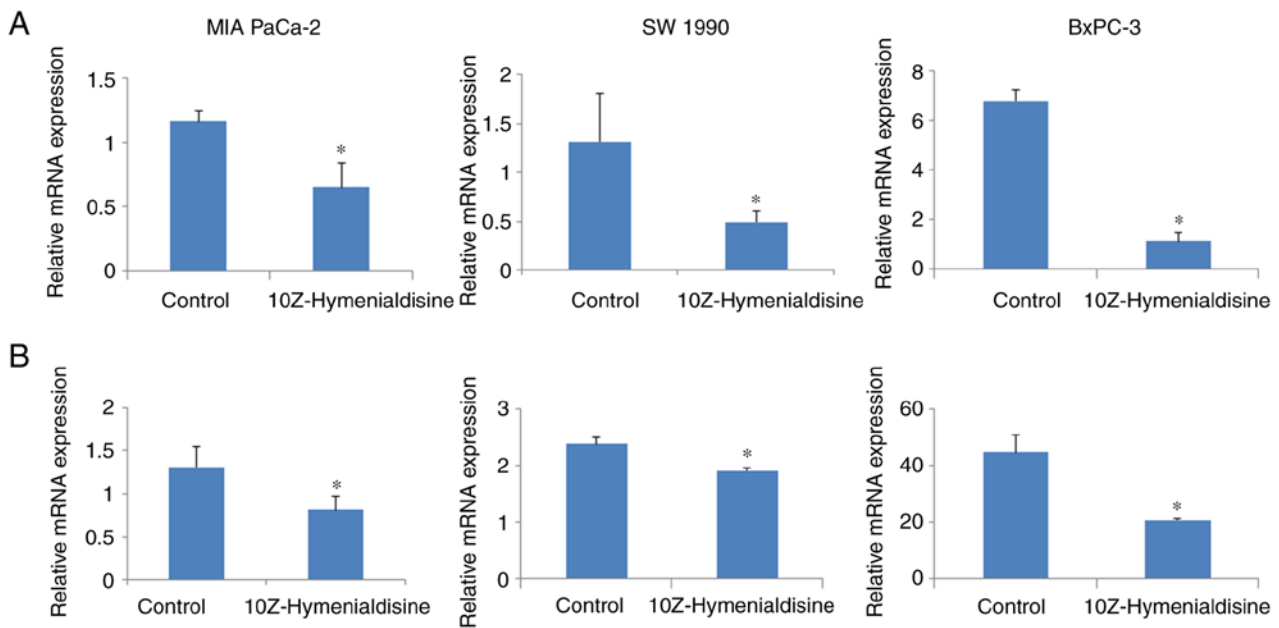 A
MIA PaCa-2
SW 1990
BxPC-3
Relative mRNA expression
1.5
1
0.5
0
*
Control
10Z-Hymenialdisine
Relative mRNA expression
2
1.5
1
0.5
0
*
Control
10Z-Hymenialdisine
Relative mRNA expression
8
6
4
2
0
*
Control
10Z-Hymenialdisine
B
Relative mRNA expression
2
1.5
1
0.5
0
*
Control
10Z-Hymenialdisine
Relative mRNA expression
3
2
1
0
*
Control
10Z-Hymenialdisine
Relative mRNA expression
60
40
20
0
*
Control
10Z-Hymenialdisine